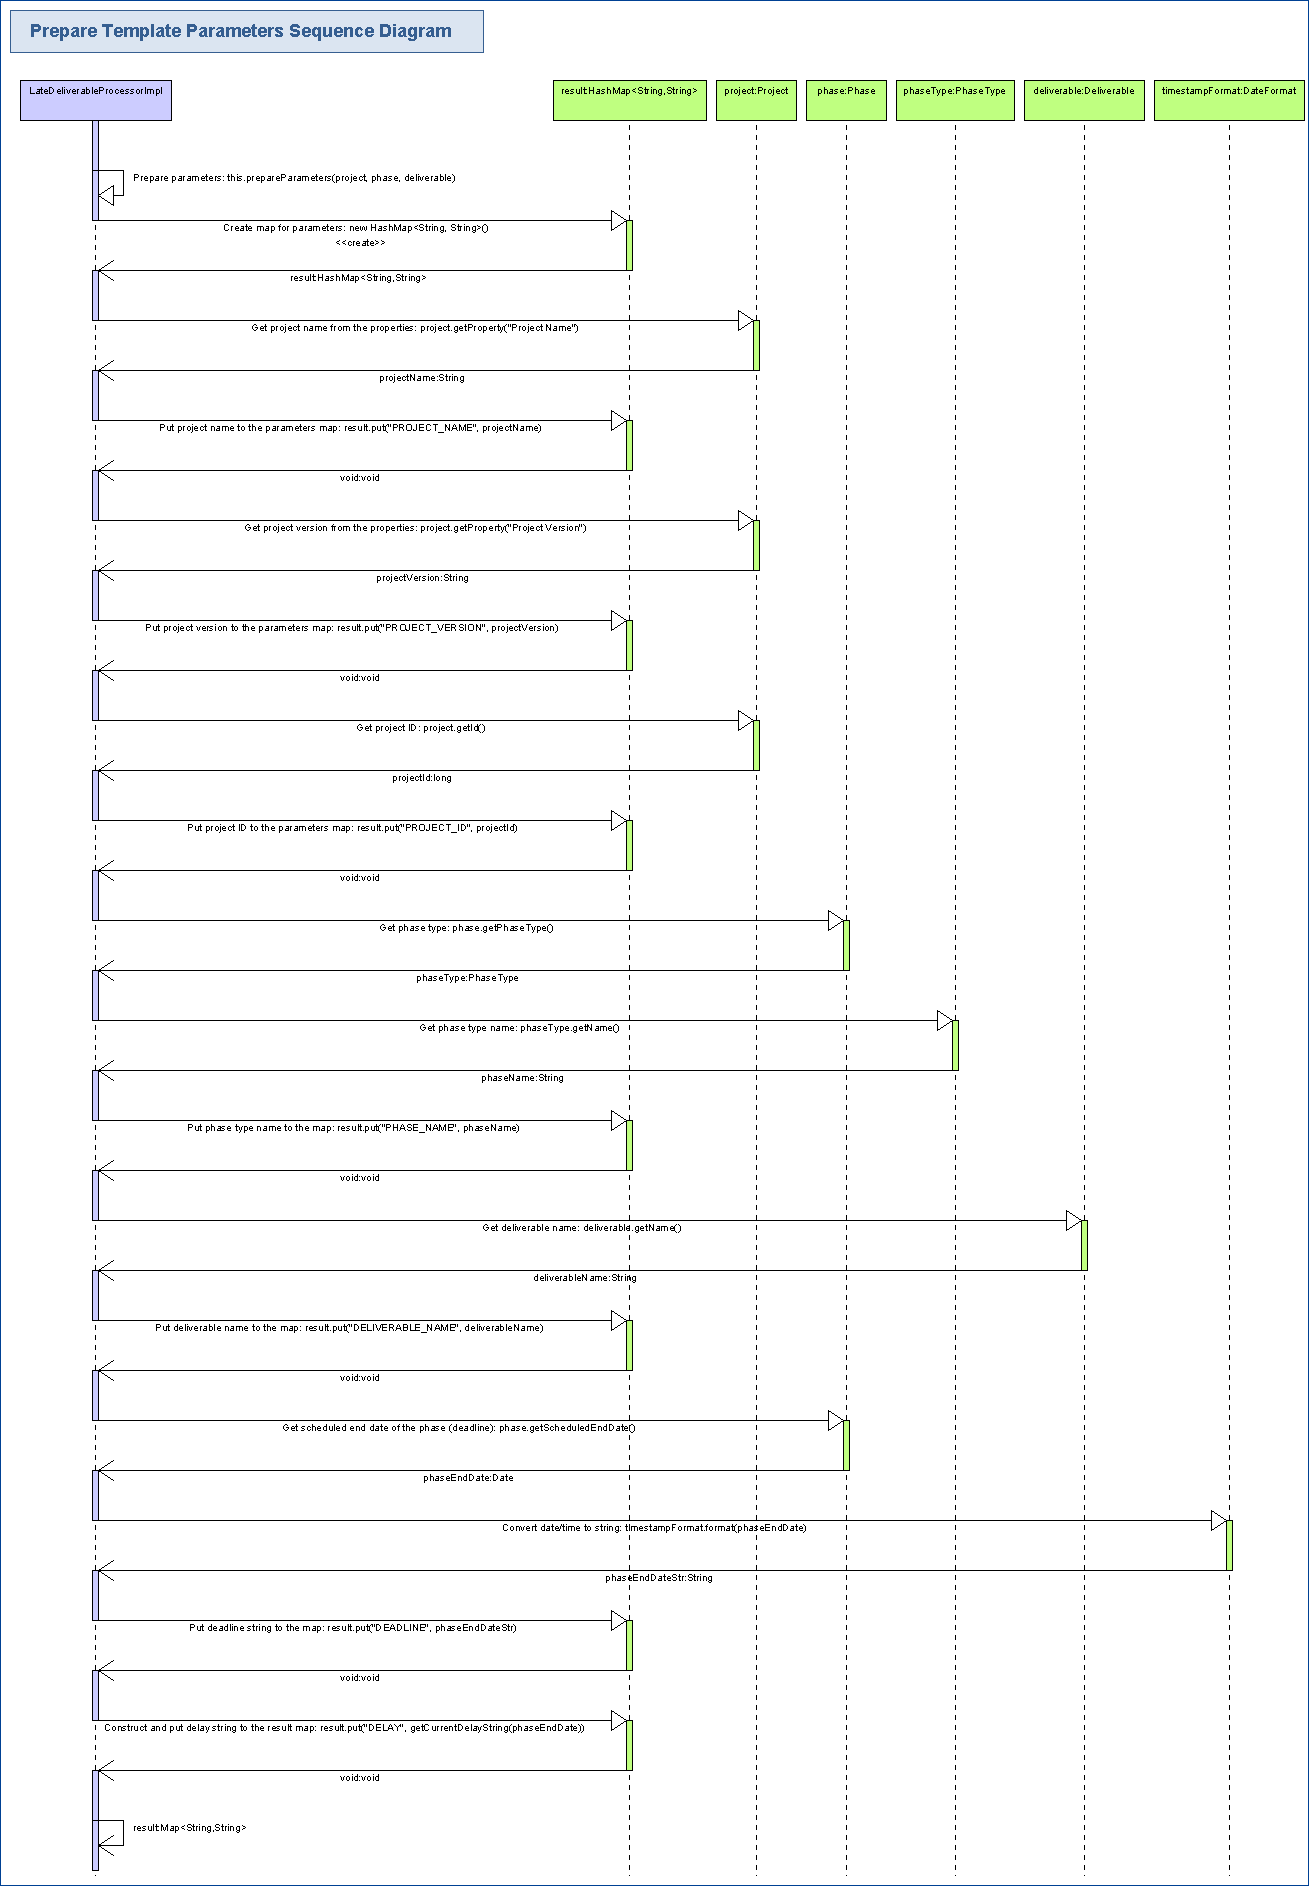 Prepare Template Parameters Sequence Diagram
LateDeliverableProcessorImpl
result:HashMap<String,String>
project:Project
phase:Phase
phaseType:PhaseType
deliverable:Deliverable
timestampFormat:DateFormat
Prepare parameters: this.prepareParameters(project, phase, deliverable)
Create map for parameters: new HashMap<String, String>()
<<create>>
result:HashMap<String,String>
Get project name from the properties: project.getProperty("Project Name")
projectName:String
Put project name to the parameters map: result.put("PROJECT_NAME", projectName)
void:void
Get project version from the properties: project.getProperty("Project Version")
projectVersion:String
Put project version to the parameters map: result.put("PROJECT_VERSION", projectVersion)
void:void
Get project ID: project.getId()
projectId:long
Put project ID to the parameters map: result.put("PROJECT_ID", projectId)
void:void
Get phase type: phase.getPhaseType()
phaseType:PhaseType
Get phase type name: phaseType.getName()
phaseName:String
Put phase type name to the map: result.put("PHASE_NAME", phaseName)
void:void
Get deliverable name: deliverable.getName()
deliverableName:String
Put deliverable name to the map: result.put("DELIVERABLE_NAME", deliverableName)
void:void
Get scheduled end date of the phase (deadline): phase.getScheduledEndDate()
phaseEndDate:Date
Convert date/time to string: timestampFormat.format(phaseEndDate)
phaseEndDateStr:String
Put deadline string to the map: result.put("DEADLINE", phaseEndDateStr)
void:void
Construct and put delay string to the result map: result.put("DELAY", getCurrentDelayString(phaseEndDate))
void:void
result:Map<String,String>